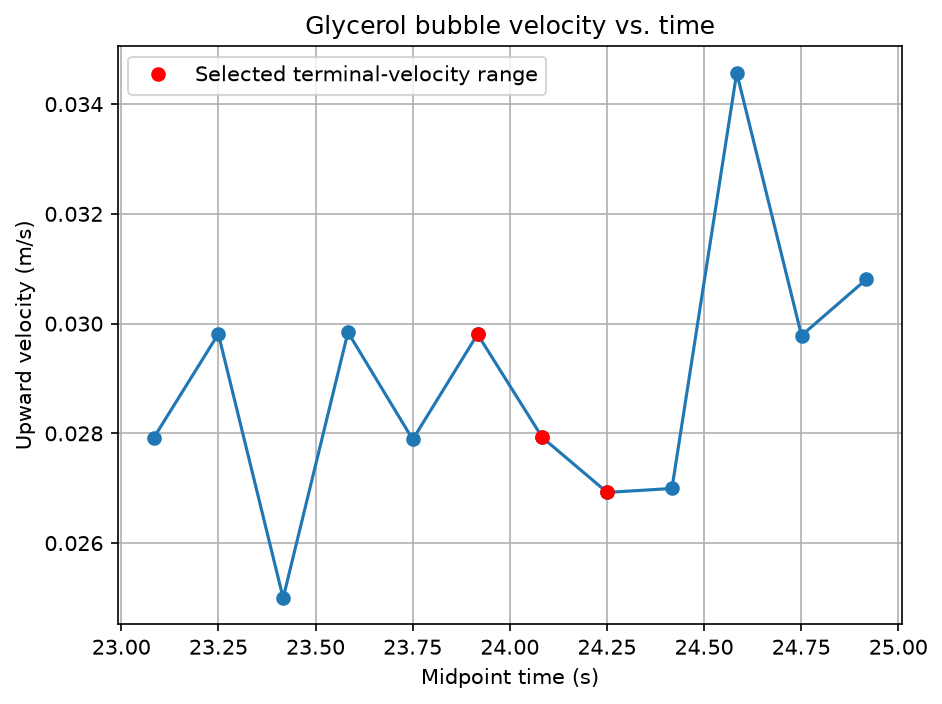 Glycerol bubble velocity vs. time
Selected terminal-velocity range
Upward velocity (m/s)
0.034
0.032
0.030
0.028
0.026
23.00 23.25 23.50 23.75 24.00 24.25 24.50 24.75 25.00
Midpoint time (s)